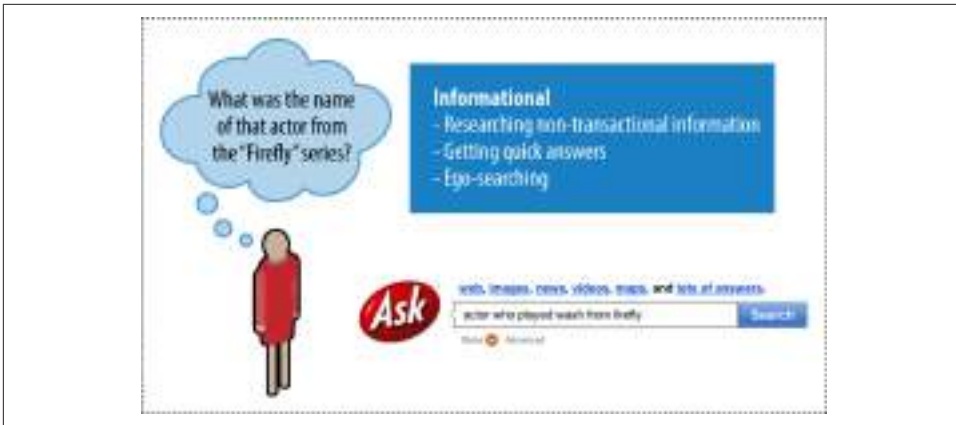 What was the name
of that actor from
the "Firefly" series?
Informational
- Researching non-transactional information
- Getting quick answers
- Ego-searching
web, images, news, videos, maps, and lots of answers.
Ask
actor who played wash from firefly
Search
Advanced